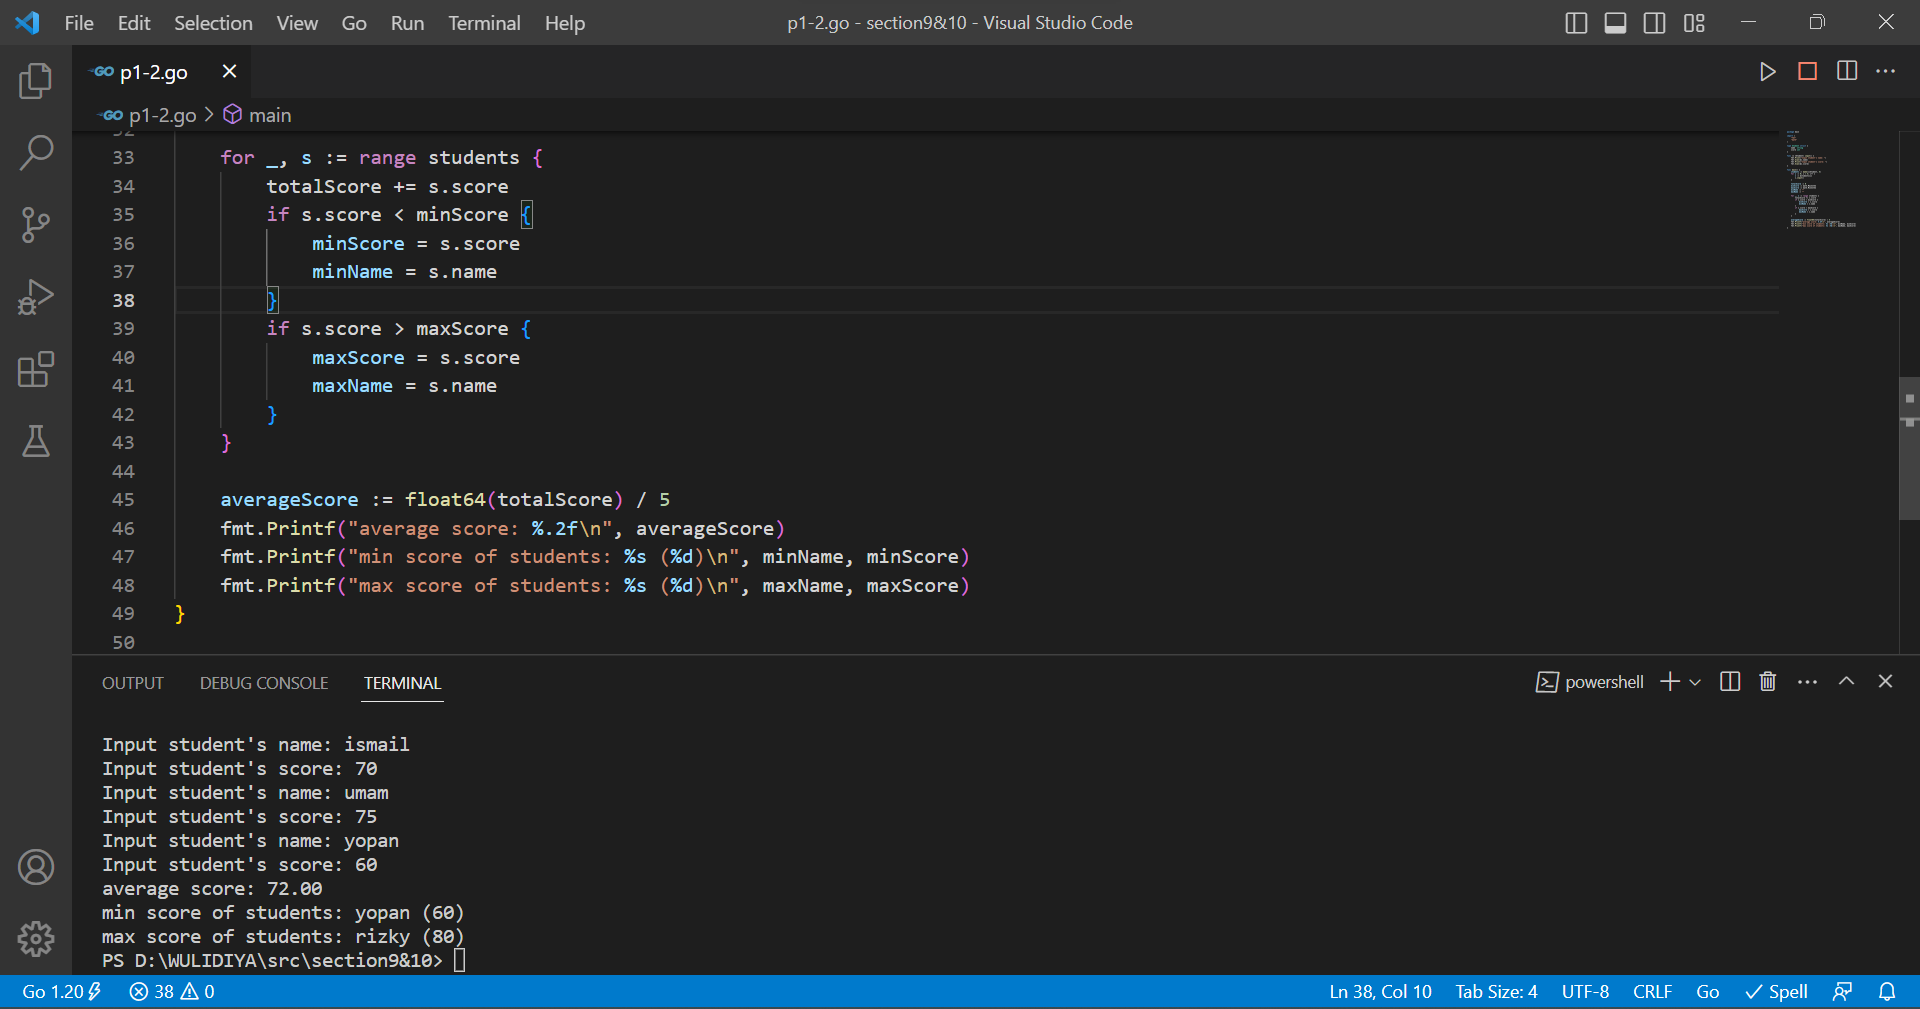 File Edit Selection View Go Run Terminal Help p1-2.go - section9&10 - Visual Studio Code
GO p1-2.go
GO p1-2.go > main
32
33 for _, s := range students {
34 totalScore += s.score
35 if s.score < minScore {
36 minScore = s.score
37 minName = s.name
38 }
39 if s.score > maxScore {
40 maxScore = s.score
41 maxName = s.name
42 }
43 }
44
45 averageScore := float64(totalScore) / 5
46 fmt.Printf("average score: %.2f\n", averageScore)
47 fmt.Printf("min score of students: %s (%d)\n", minName, minScore)
48 fmt.Printf("max score of students: %s (%d)\n", maxName, maxScore)
49 }
50
OUTPUT DEBUG CONSOLE TERMINAL powershell
Input student's name: ismail
Input student's score: 70
Input student's name: umam
Input student's score: 75
Input student's name: yopan
Input student's score: 60
average score: 72.00
min score of students: yopan (60)
max score of students: rizky (80)
PS D:\WULIDIYA\src\section9&10>
Go 1.20 38 0 Ln 38, Col 10 Tab Size: 4 UTF-8 CRLF Go Spell